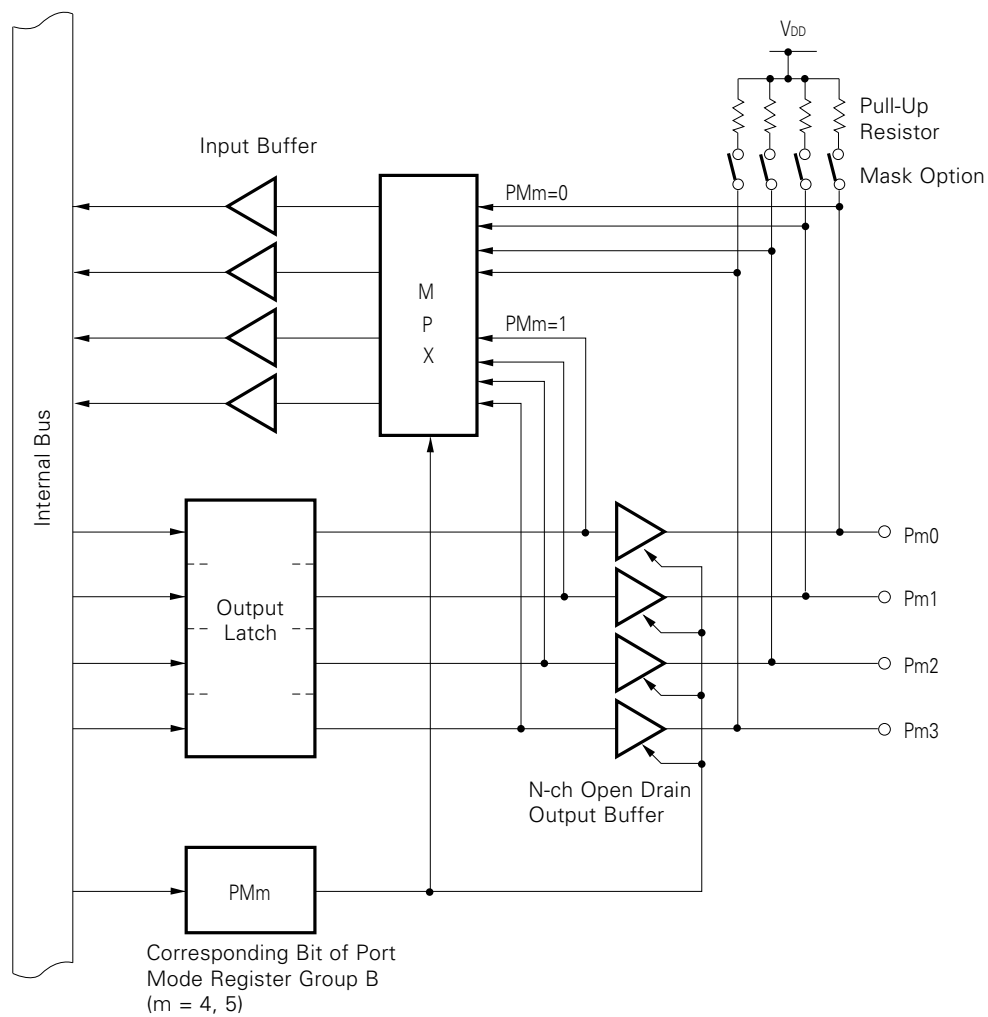 VDD
Pull-Up
Resistor
Mask Option
Input Buffer
PMm=0
M
P
X
PMm=1
Internal Bus
Output
Latch
Pm0
Pm1
Pm2
Pm3
N-ch Open Drain
Output Buffer
PMm
Corresponding Bit of Port
Mode Register Group B
(m = 4, 5)